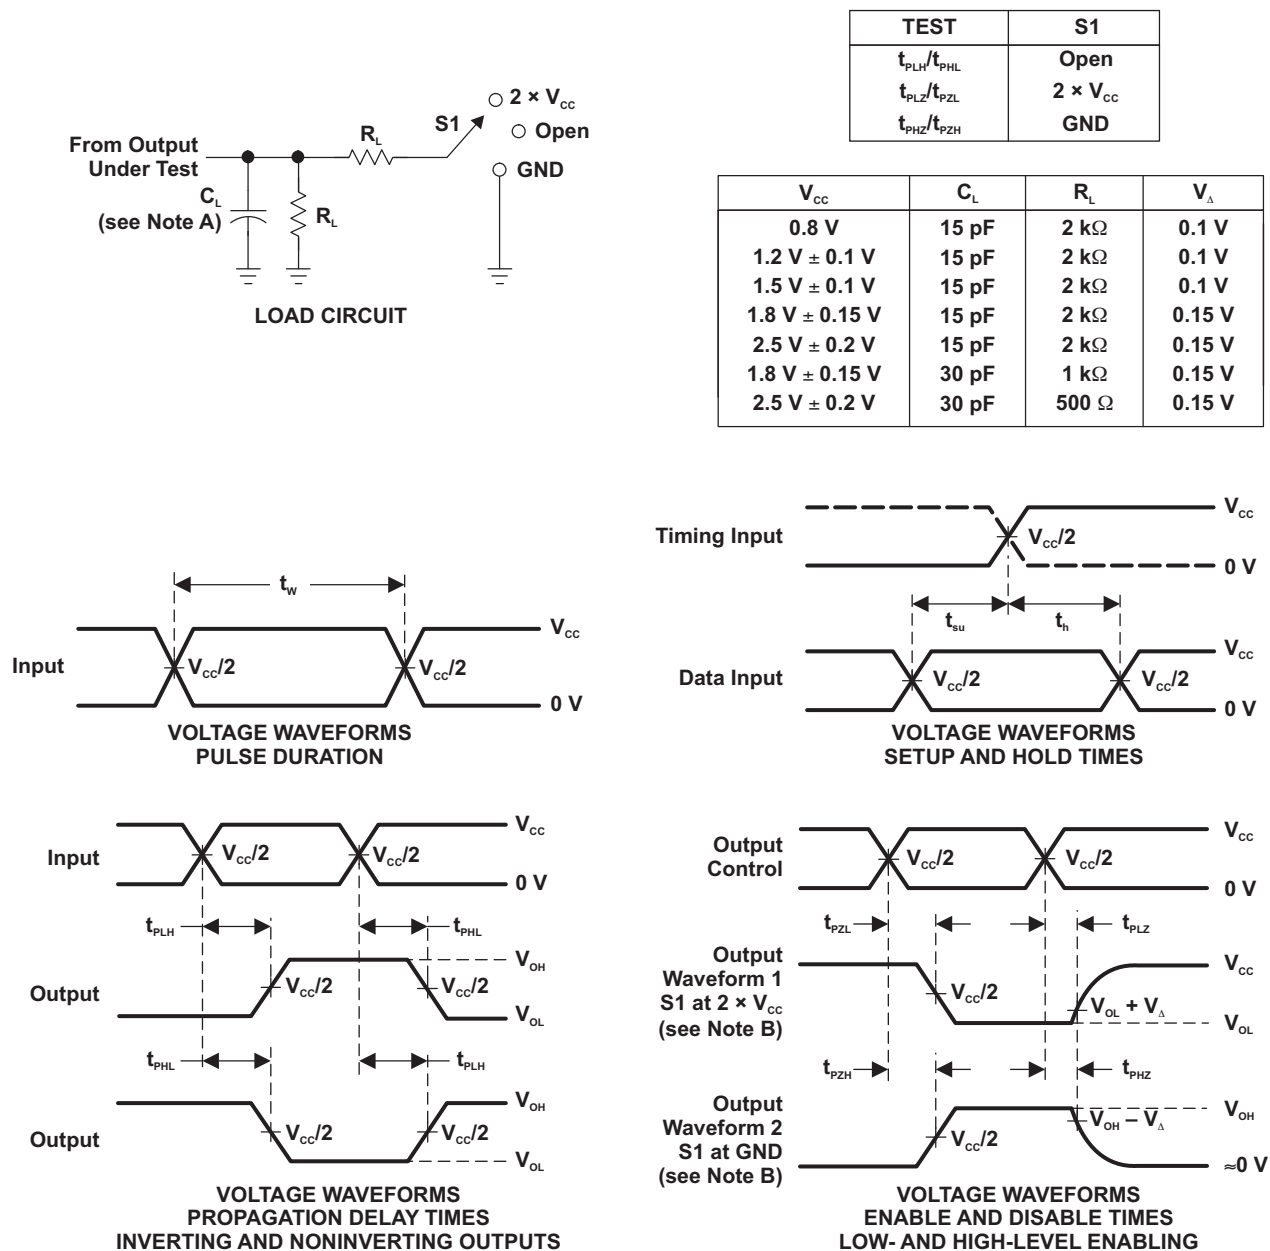 TEST S1
tPLH/tPHL Open
tPLZ/tPZL 2 × VCC
tPHZ/tPZH GND
2 × VCC
S1
Open
RL
From Output
Under Test
GND
CL
(see Note A)
RL
LOAD CIRCUIT
VCC CL RL VΔ
0.8 V 15 pF 2 kΩ 0.1 V
1.2 V ± 0.1 V 15 pF 2 kΩ 0.1 V
1.5 V ± 0.1 V 15 pF 2 kΩ 0.1 V
1.8 V ± 0.15 V 15 pF 2 kΩ 0.15 V
2.5 V ± 0.2 V 15 pF 2 kΩ 0.15 V
1.8 V ± 0.15 V 30 pF 1 kΩ 0.15 V
2.5 V ± 0.2 V 30 pF 500 Ω 0.15 V
tW
VCC
Input
VCC/2
VCC/2
0 V
VOLTAGE WAVEFORMS
PULSE DURATION
VCC
Timing Input
VCC/2
0 V
tsu
th
VCC
Data Input
VCC/2
VCC/2
0 V
VOLTAGE WAVEFORMS
SETUP AND HOLD TIMES
VCC
Input
VCC/2
VCC/2
0 V
tPLH
tPHL
VOH
Output
VCC/2
VCC/2
VOL
tPHL
tPLH
VOH
Output
VCC/2
VCC/2
VOL
VOLTAGE WAVEFORMS
PROPAGATION DELAY TIMES
INVERTING AND NONINVERTING OUTPUTS
VCC
Output
Control
VCC/2
VCC/2
0 V
tPZL
tPLZ
Output
Waveform 1
S1 at 2 × VCC
(see Note B)
VCC
VCC/2
VOL + VΔ
VOL
tPZH
tPHZ
Output
Waveform 2
S1 at GND
(see Note B)
VOH
VOH – VΔ
VCC/2
≈0 V
VOLTAGE WAVEFORMS
ENABLE AND DISABLE TIMES
LOW- AND HIGH-LEVEL ENABLING